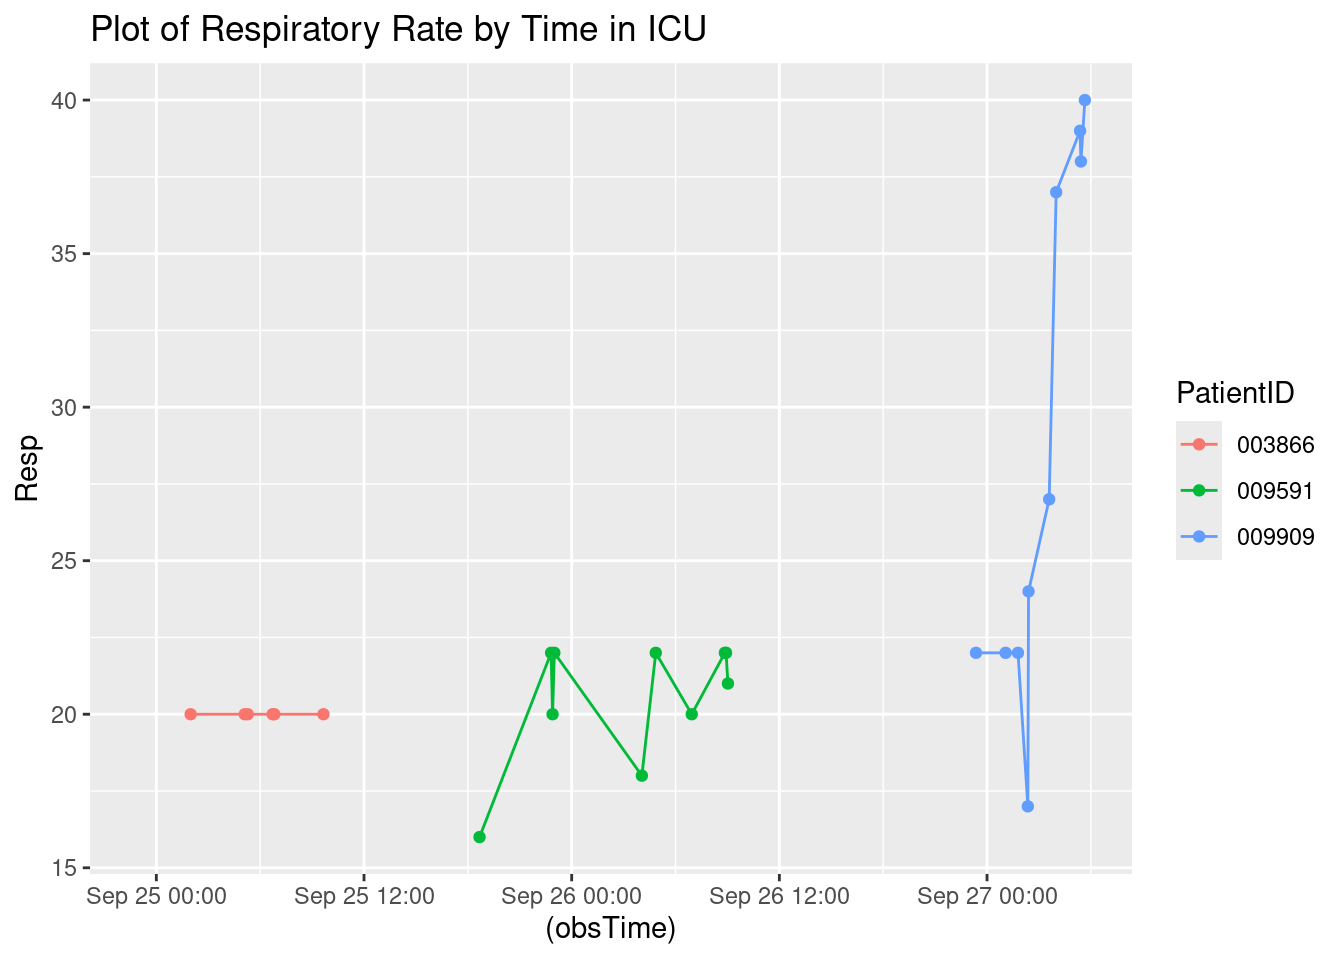 Plot of Respiratory Rate by Time in ICU
40
35
30
25
20
15
Resp
Sep 25 00:00
Sep 25 12:00
Sep 26 00:00
Sep 26 12:00
Sep 27 00:00
(obsTime)
PatientID
003866
009591
009909